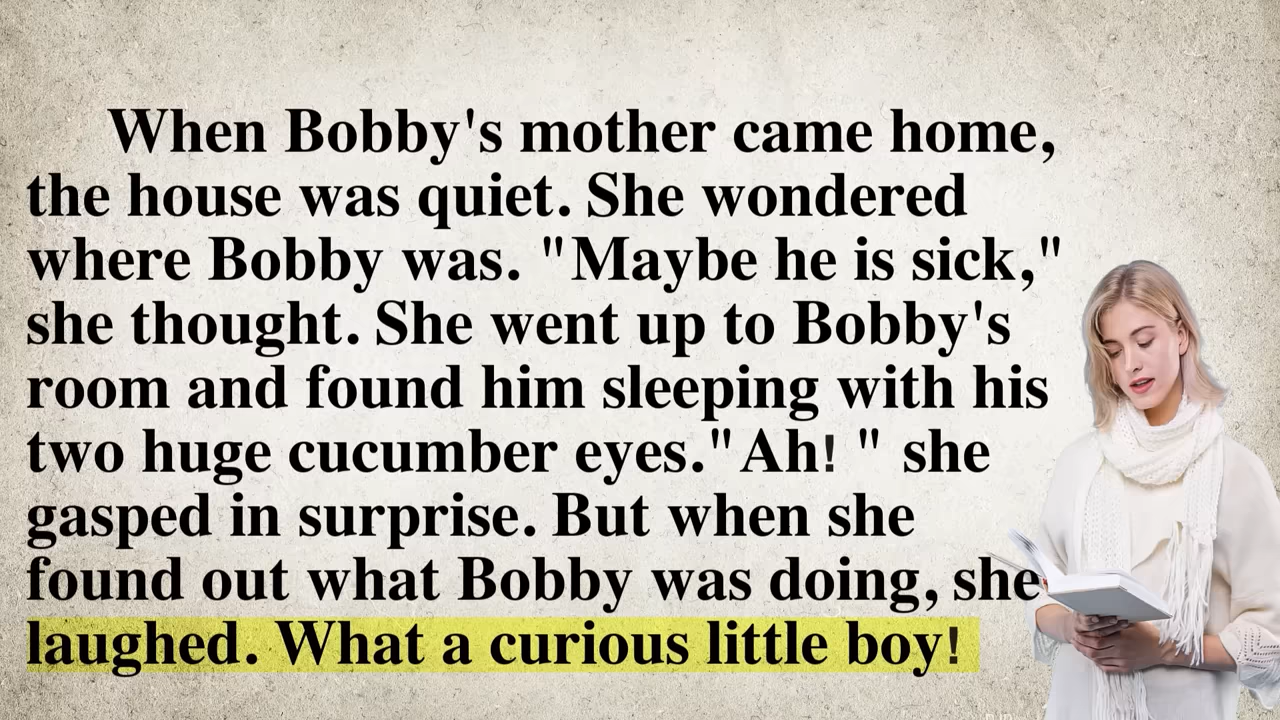 When Bobby's mother came home,
the house was quiet. She wondered
where Bobby was. "Maybe he is sick,"
she thought. She went up to Bobby's
room and found him sleeping with his
two huge cucumber eyes."Ah! " she
gasped in surprise. But when she
found out what Bobby was doing, she
laughed. What a curious little boy!